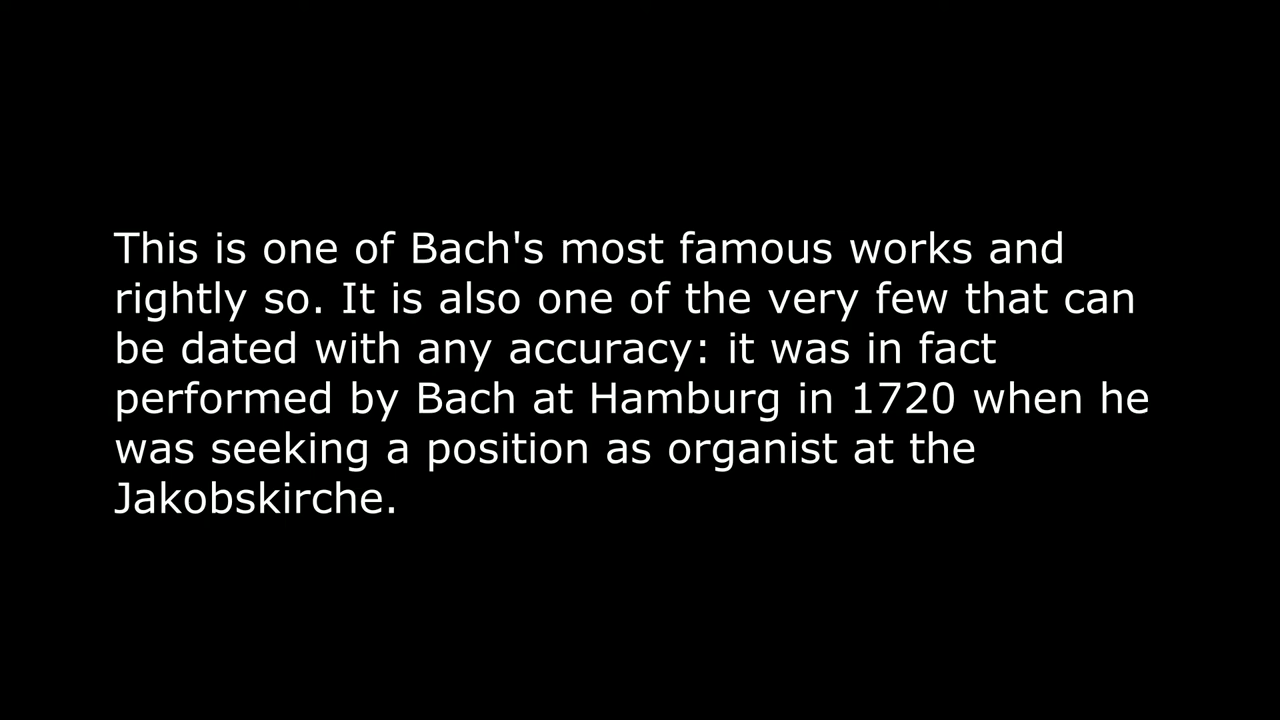 This is one of Bach's most famous works and
rightly so. It is also one of the very few that can
be dated with any accuracy: it was in fact
performed by Bach at Hamburg in 1720 when he
was seeking a position as organist at the
Jakobskirche.